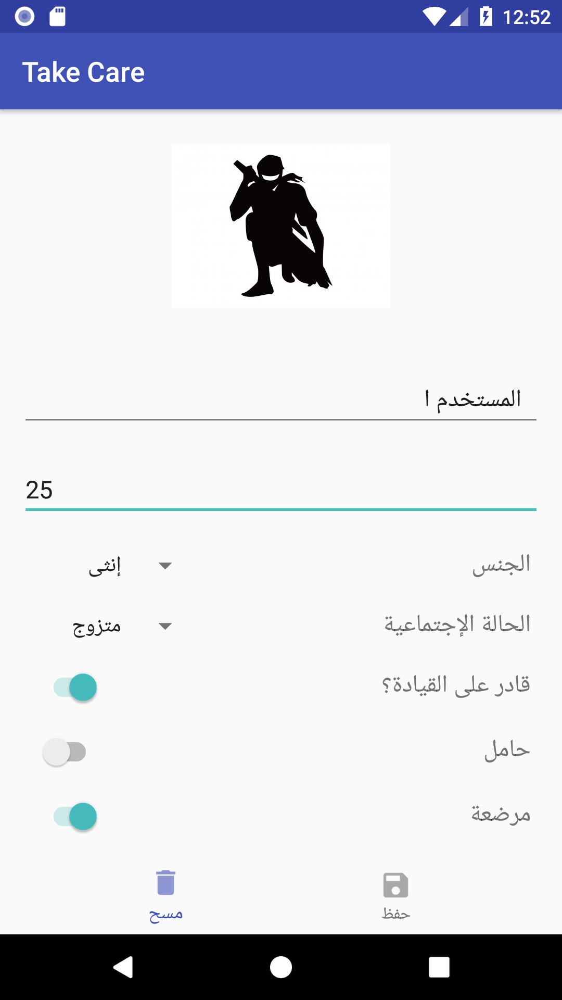 12:52
Take Care
المستخدم ا
25
الجنس إنثى
الحالة الإجتماعية متزوج
قادر على القيادة؟
حامل
مرضعة
حفظ مسح